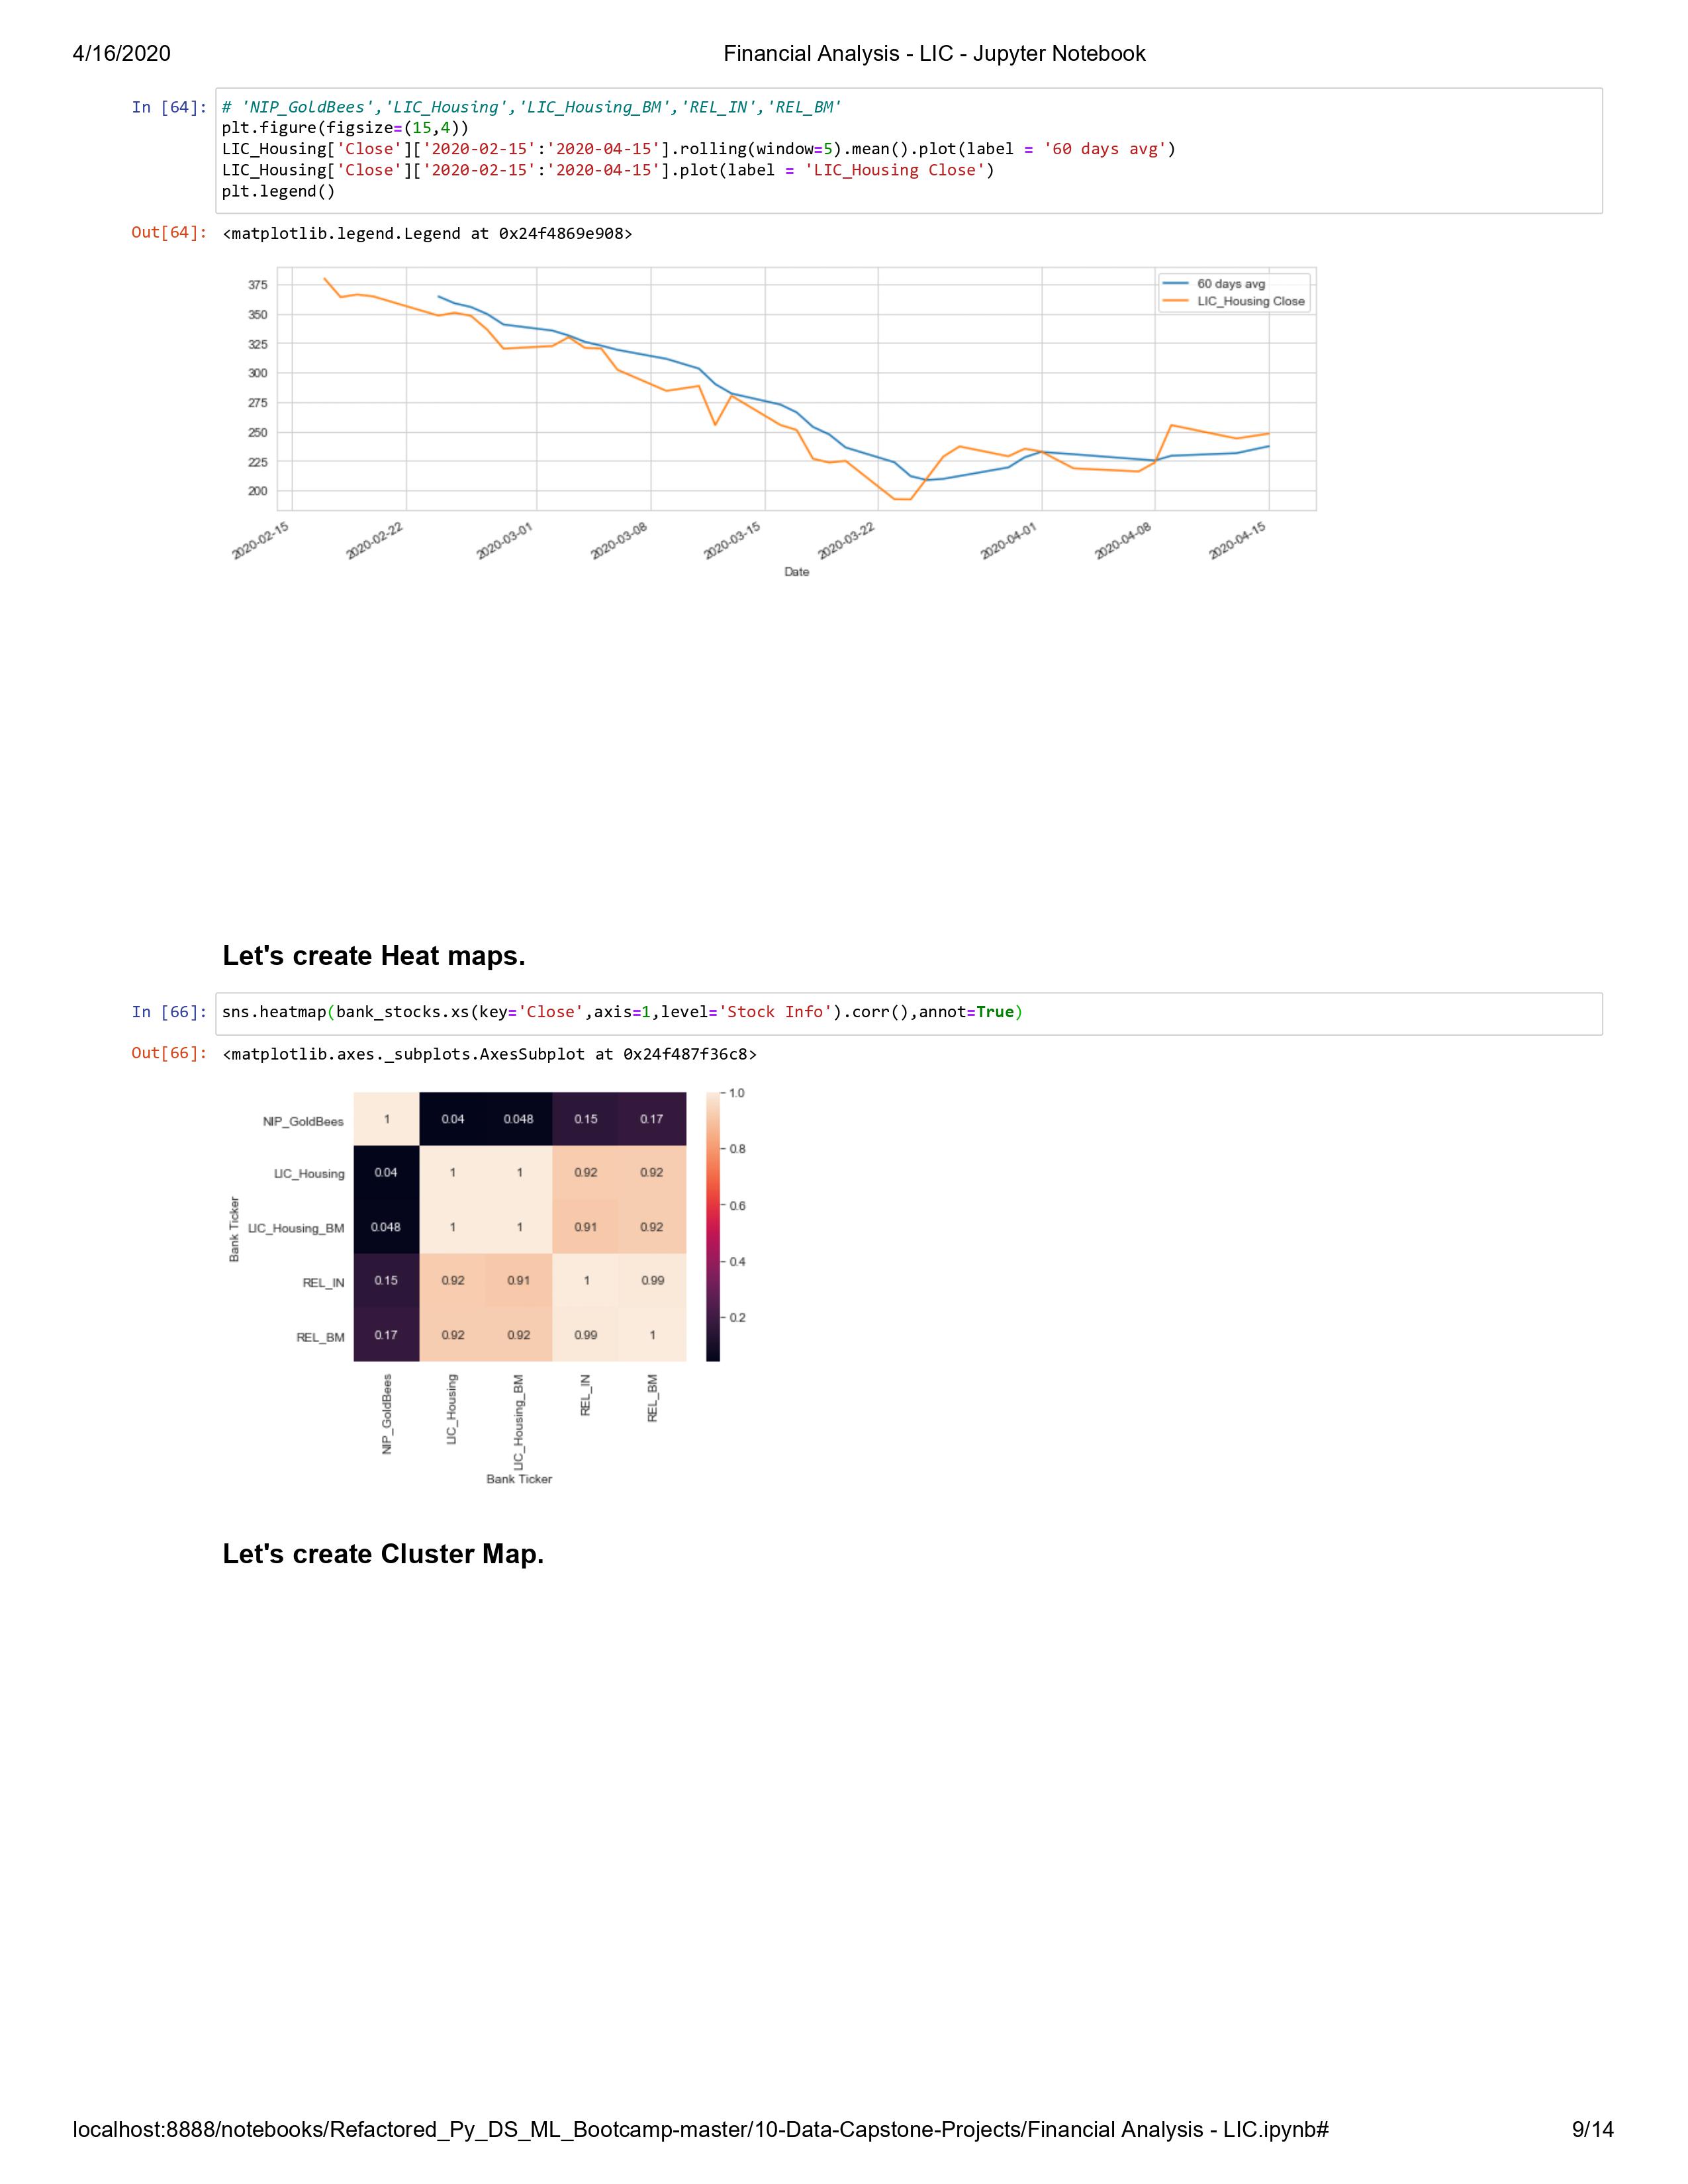 4/16/2020 Financial Analysis - LIC - Jupyter Notebook
In [64]: # 'NIP_GoldBees','LIC_Housing','LIC_Housing_BM','REL_IN','REL_BM'
plt.figure(figsize=(15,4))
LIC_Housing['Close']['2020-02-15':'2020-04-15'].rolling(window=5).mean().plot(label = '60 days avg')
LIC_Housing['Close']['2020-02-15':'2020-04-15'].plot(label = 'LIC_Housing Close')
plt.legend()
Out[64]: <matplotlib.legend.Legend at 0x24f4869e908>
60 days avg
LIC_Housing Close
375
350
325
300
275
250
225
200
2020-02-15 2020-02-22 2020-03-01 2020-03-08 2020-03-15 2020-03-22 2020-04-01 2020-04-08 2020-04-15
Date
Let's create Heat maps.
In [66]: sns.heatmap(bank_stocks.xs(key='Close',axis=1,level='Stock Info').corr(),annot=True)
Out[66]: <matplotlib.axes._subplots.AxesSubplot at 0x24f487f36c8>
NIP_GoldBees 1 0.04 0.048 0.15 0.17
LIC_Housing 0.04 1 1 0.92 0.92
LIC_Housing_BM 0.048 1 1 0.91 0.92
REL_IN 0.15 0.92 0.91 1 0.99
REL_BM 0.17 0.92 0.92 0.99 1
Bank Ticker
NIP_GoldBees LIC_Housing LIC_Housing_BM REL_IN REL_BM
Bank Ticker
1.0
0.8
0.6
0.4
0.2
Let's create Cluster Map.
localhost:8888/notebooks/Refactored_Py_DS_ML_Bootcamp-master/10-Data-Capstone-Projects/Financial Analysis - LIC.ipynb# 9/14